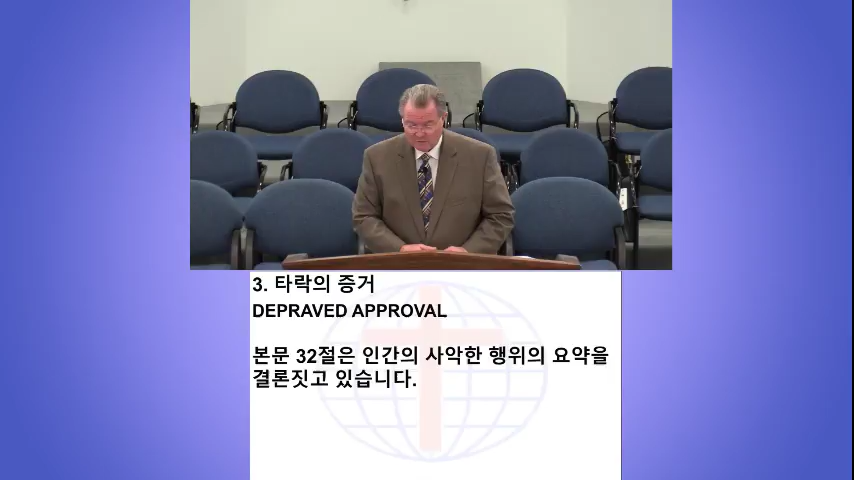 3. 타락의 증거
DEPRAVED APPROVAL
본문 32절은 인간의 사악한 행위의 요약을
결론짓고 있습니다.